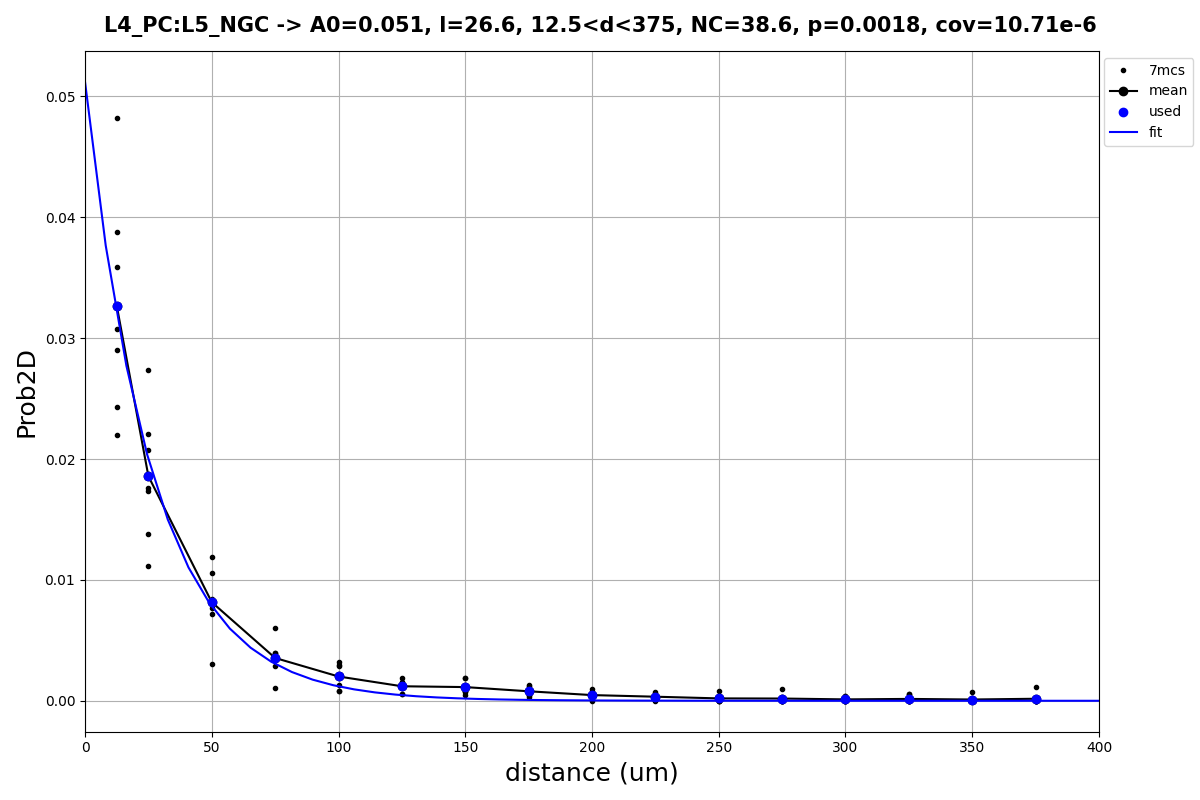 L4_PC:L5_NGC -> A0=0.051, l=26.6, 12.5<d<375, NC=38.6, p=0.0018, cov=10.71e-6
7mcs
mean
used
fit
0.05
0.04
0.03
0.02
0.01
0.00
Prob2D
0 50 100 150 200 250 300 350 400
distance (um)